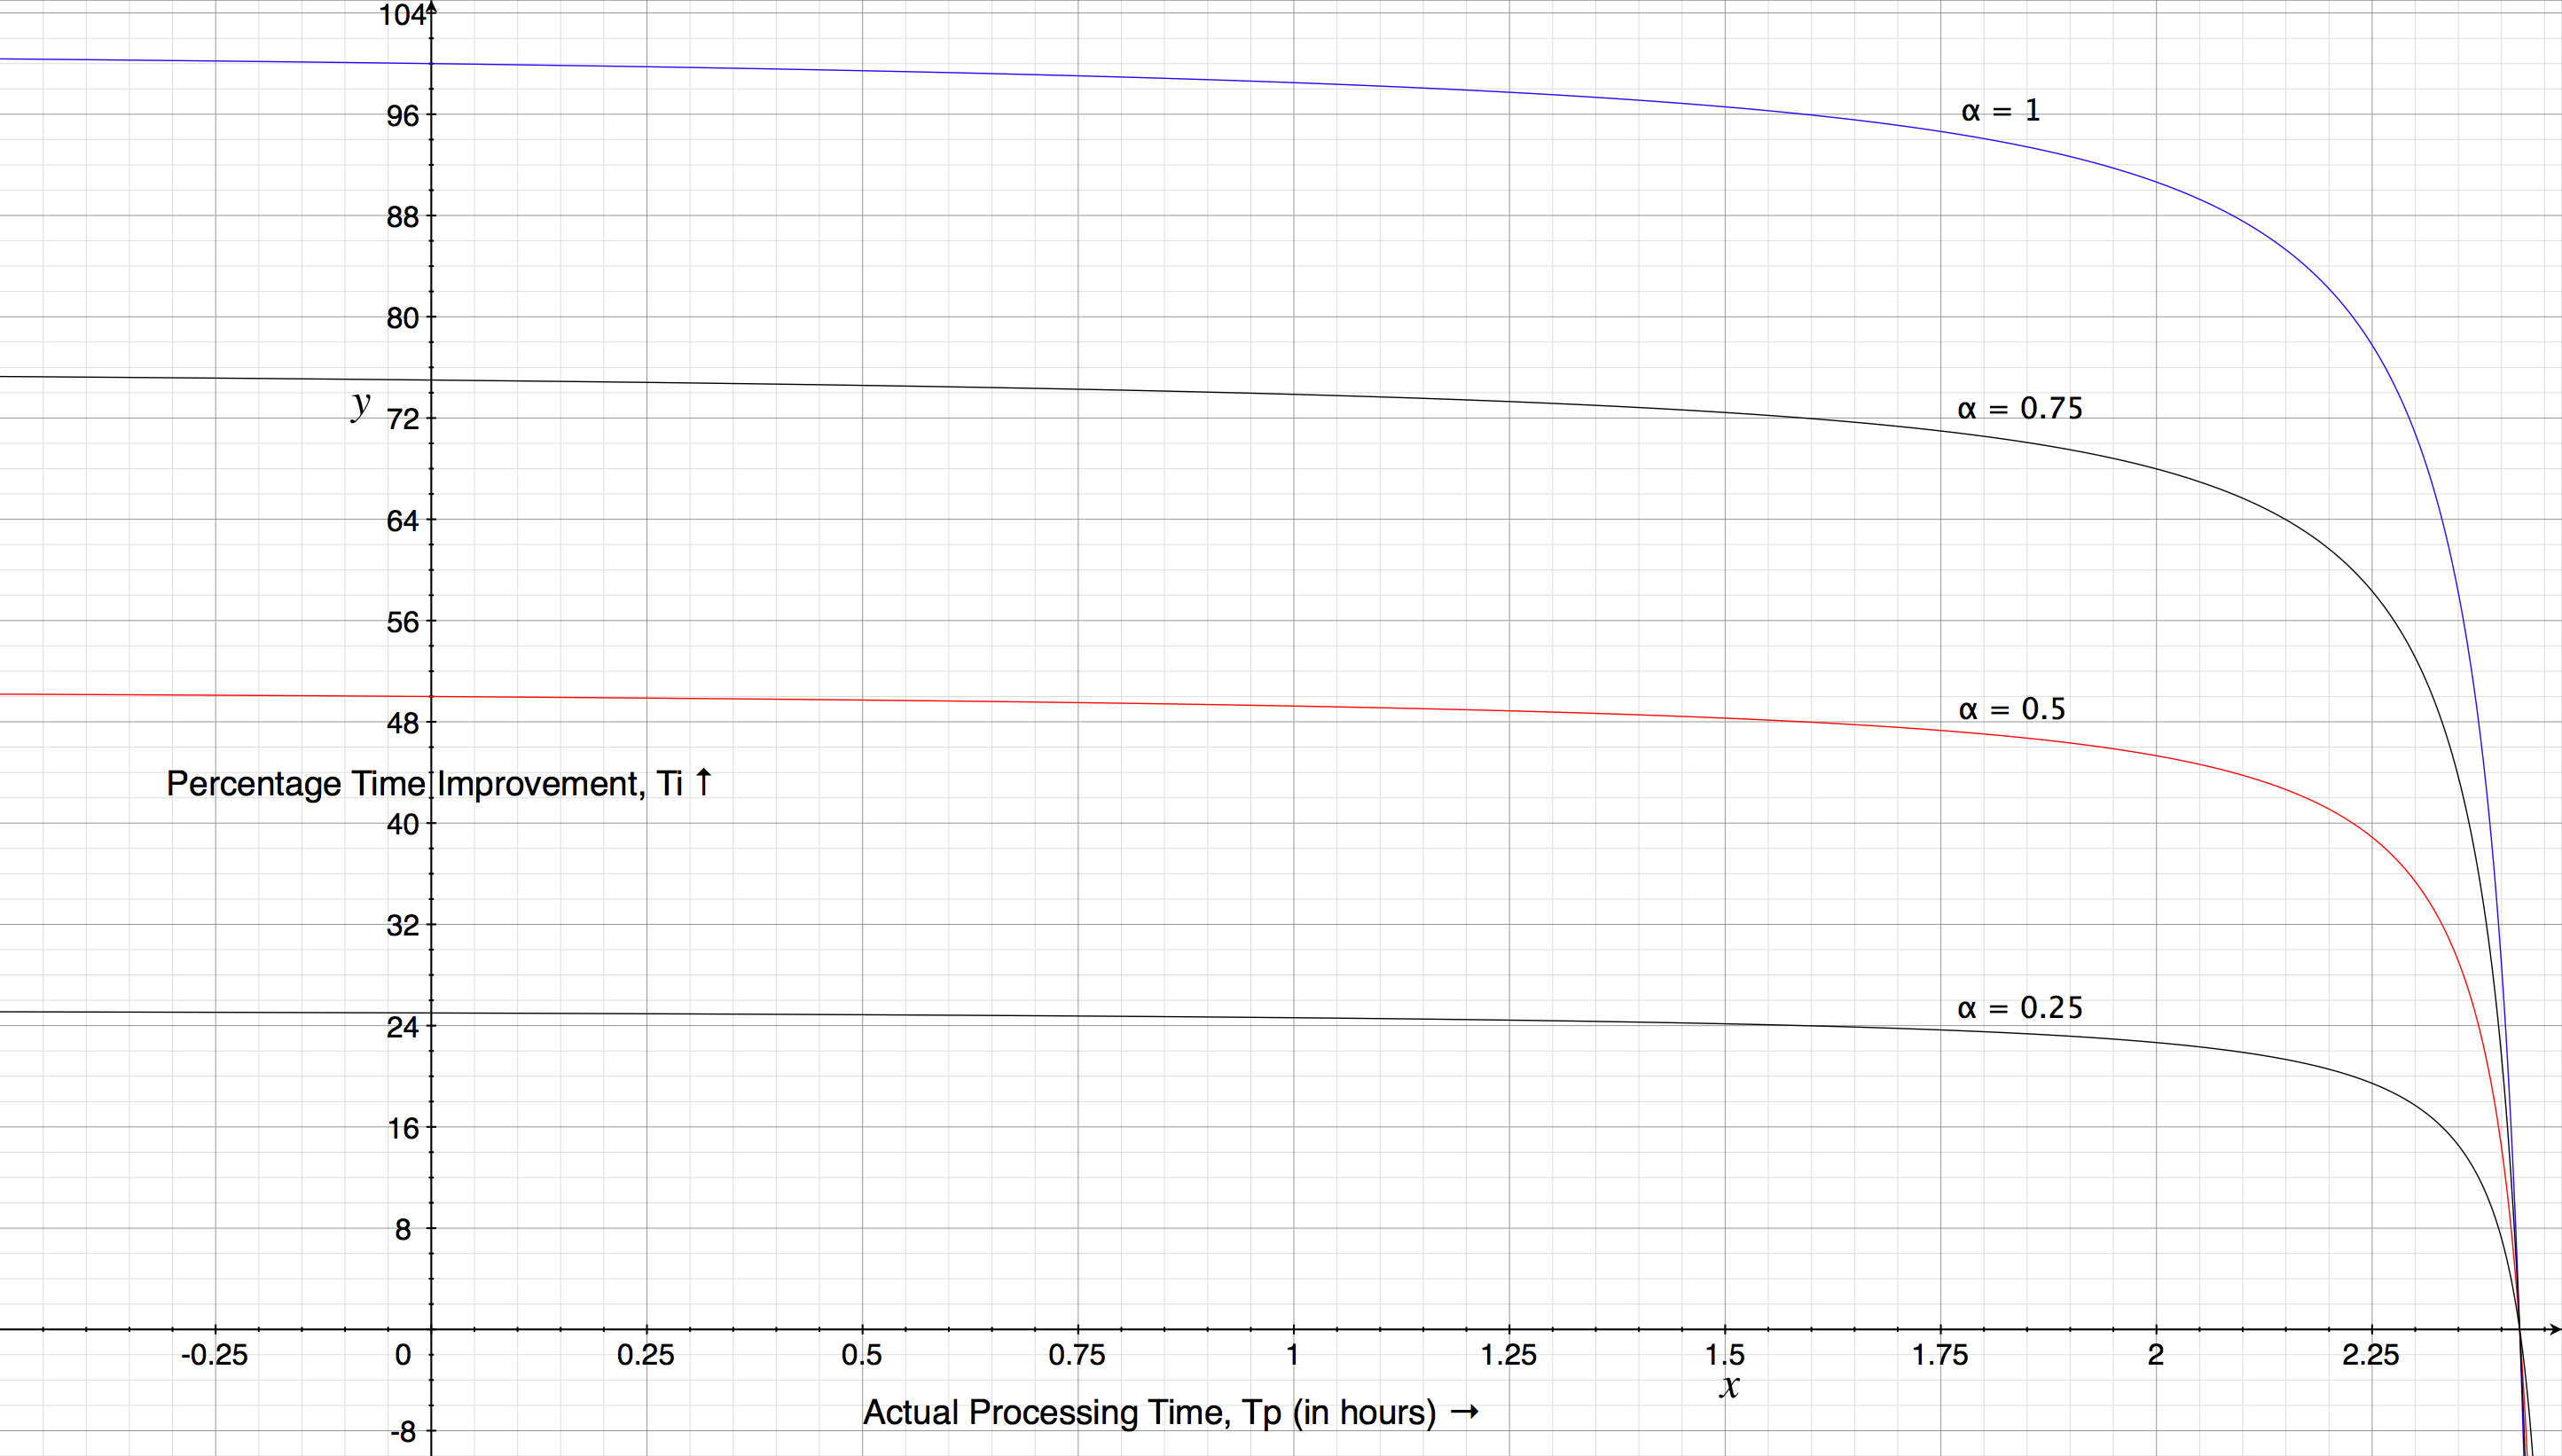 104
96
α = 1
88
80
α = 0.75
y
72
64
56
α = 0.5
48
Percentage Time Improvement, Ti ↑
40
32
α = 0.25
24
16
8
-0.25 0 0.25 0.5 0.75 1 1.25 1.5 1.75 2 2.25
x
Actual Processing Time, Tp (in hours) →
-8